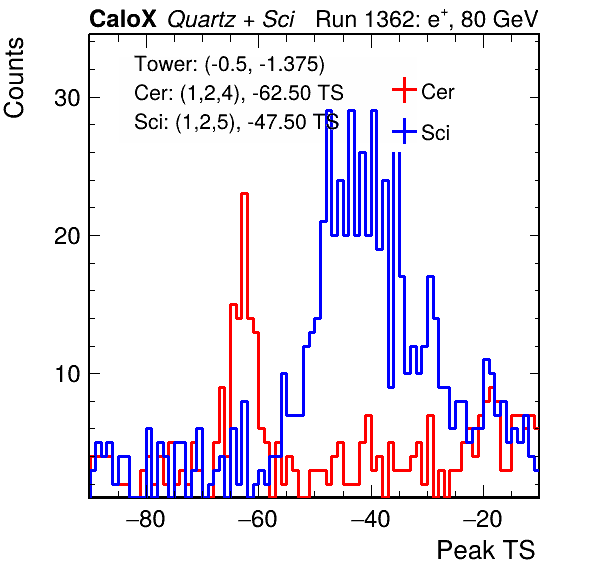 CaloX Quartz + Sci Run 1362: e⁺, 80 GeV
Counts
Tower: (-0.5, -1.375)
Cer: (1,2,4), -62.50 TS
Sci: (1,2,5), -47.50 TS
Cer
Sci
30
20
10
−80 −60 −40 −20
Peak TS